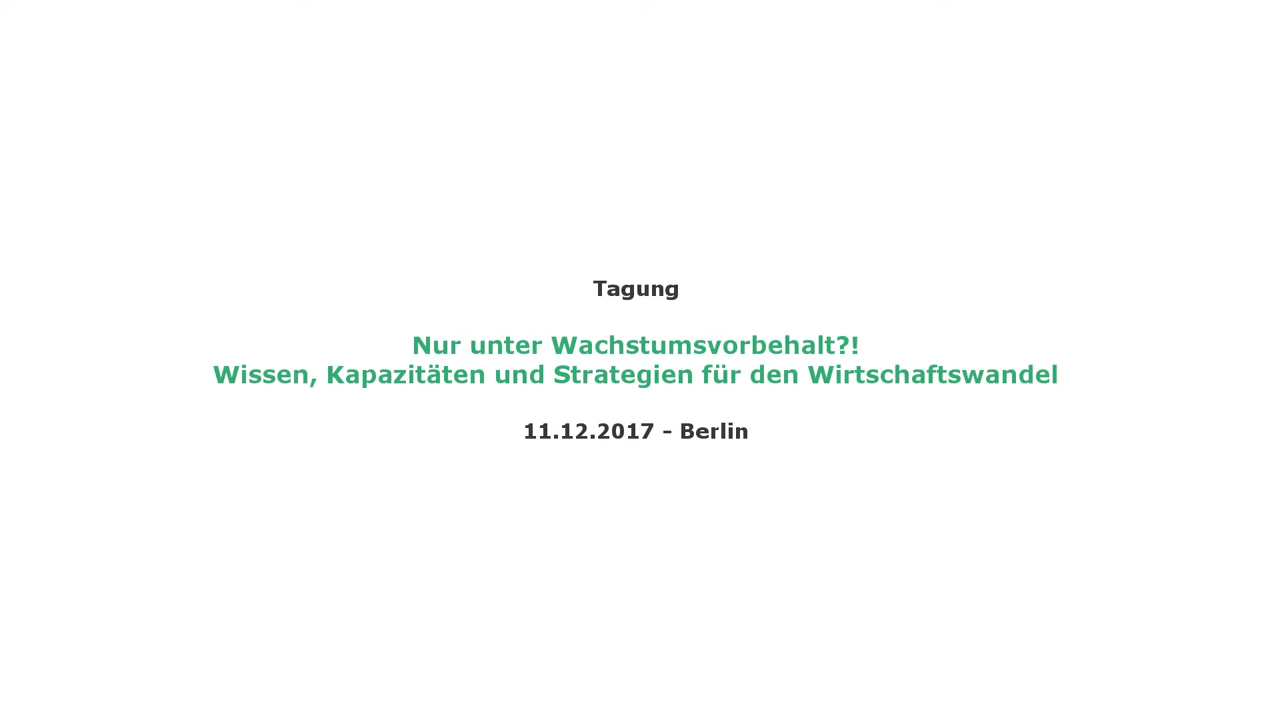 Tagung
Nur unter Wachstumsvorbehalt?!
Wissen, Kapazitäten und Strategien für den Wirtschaftswandel
11.12.2017 - Berlin